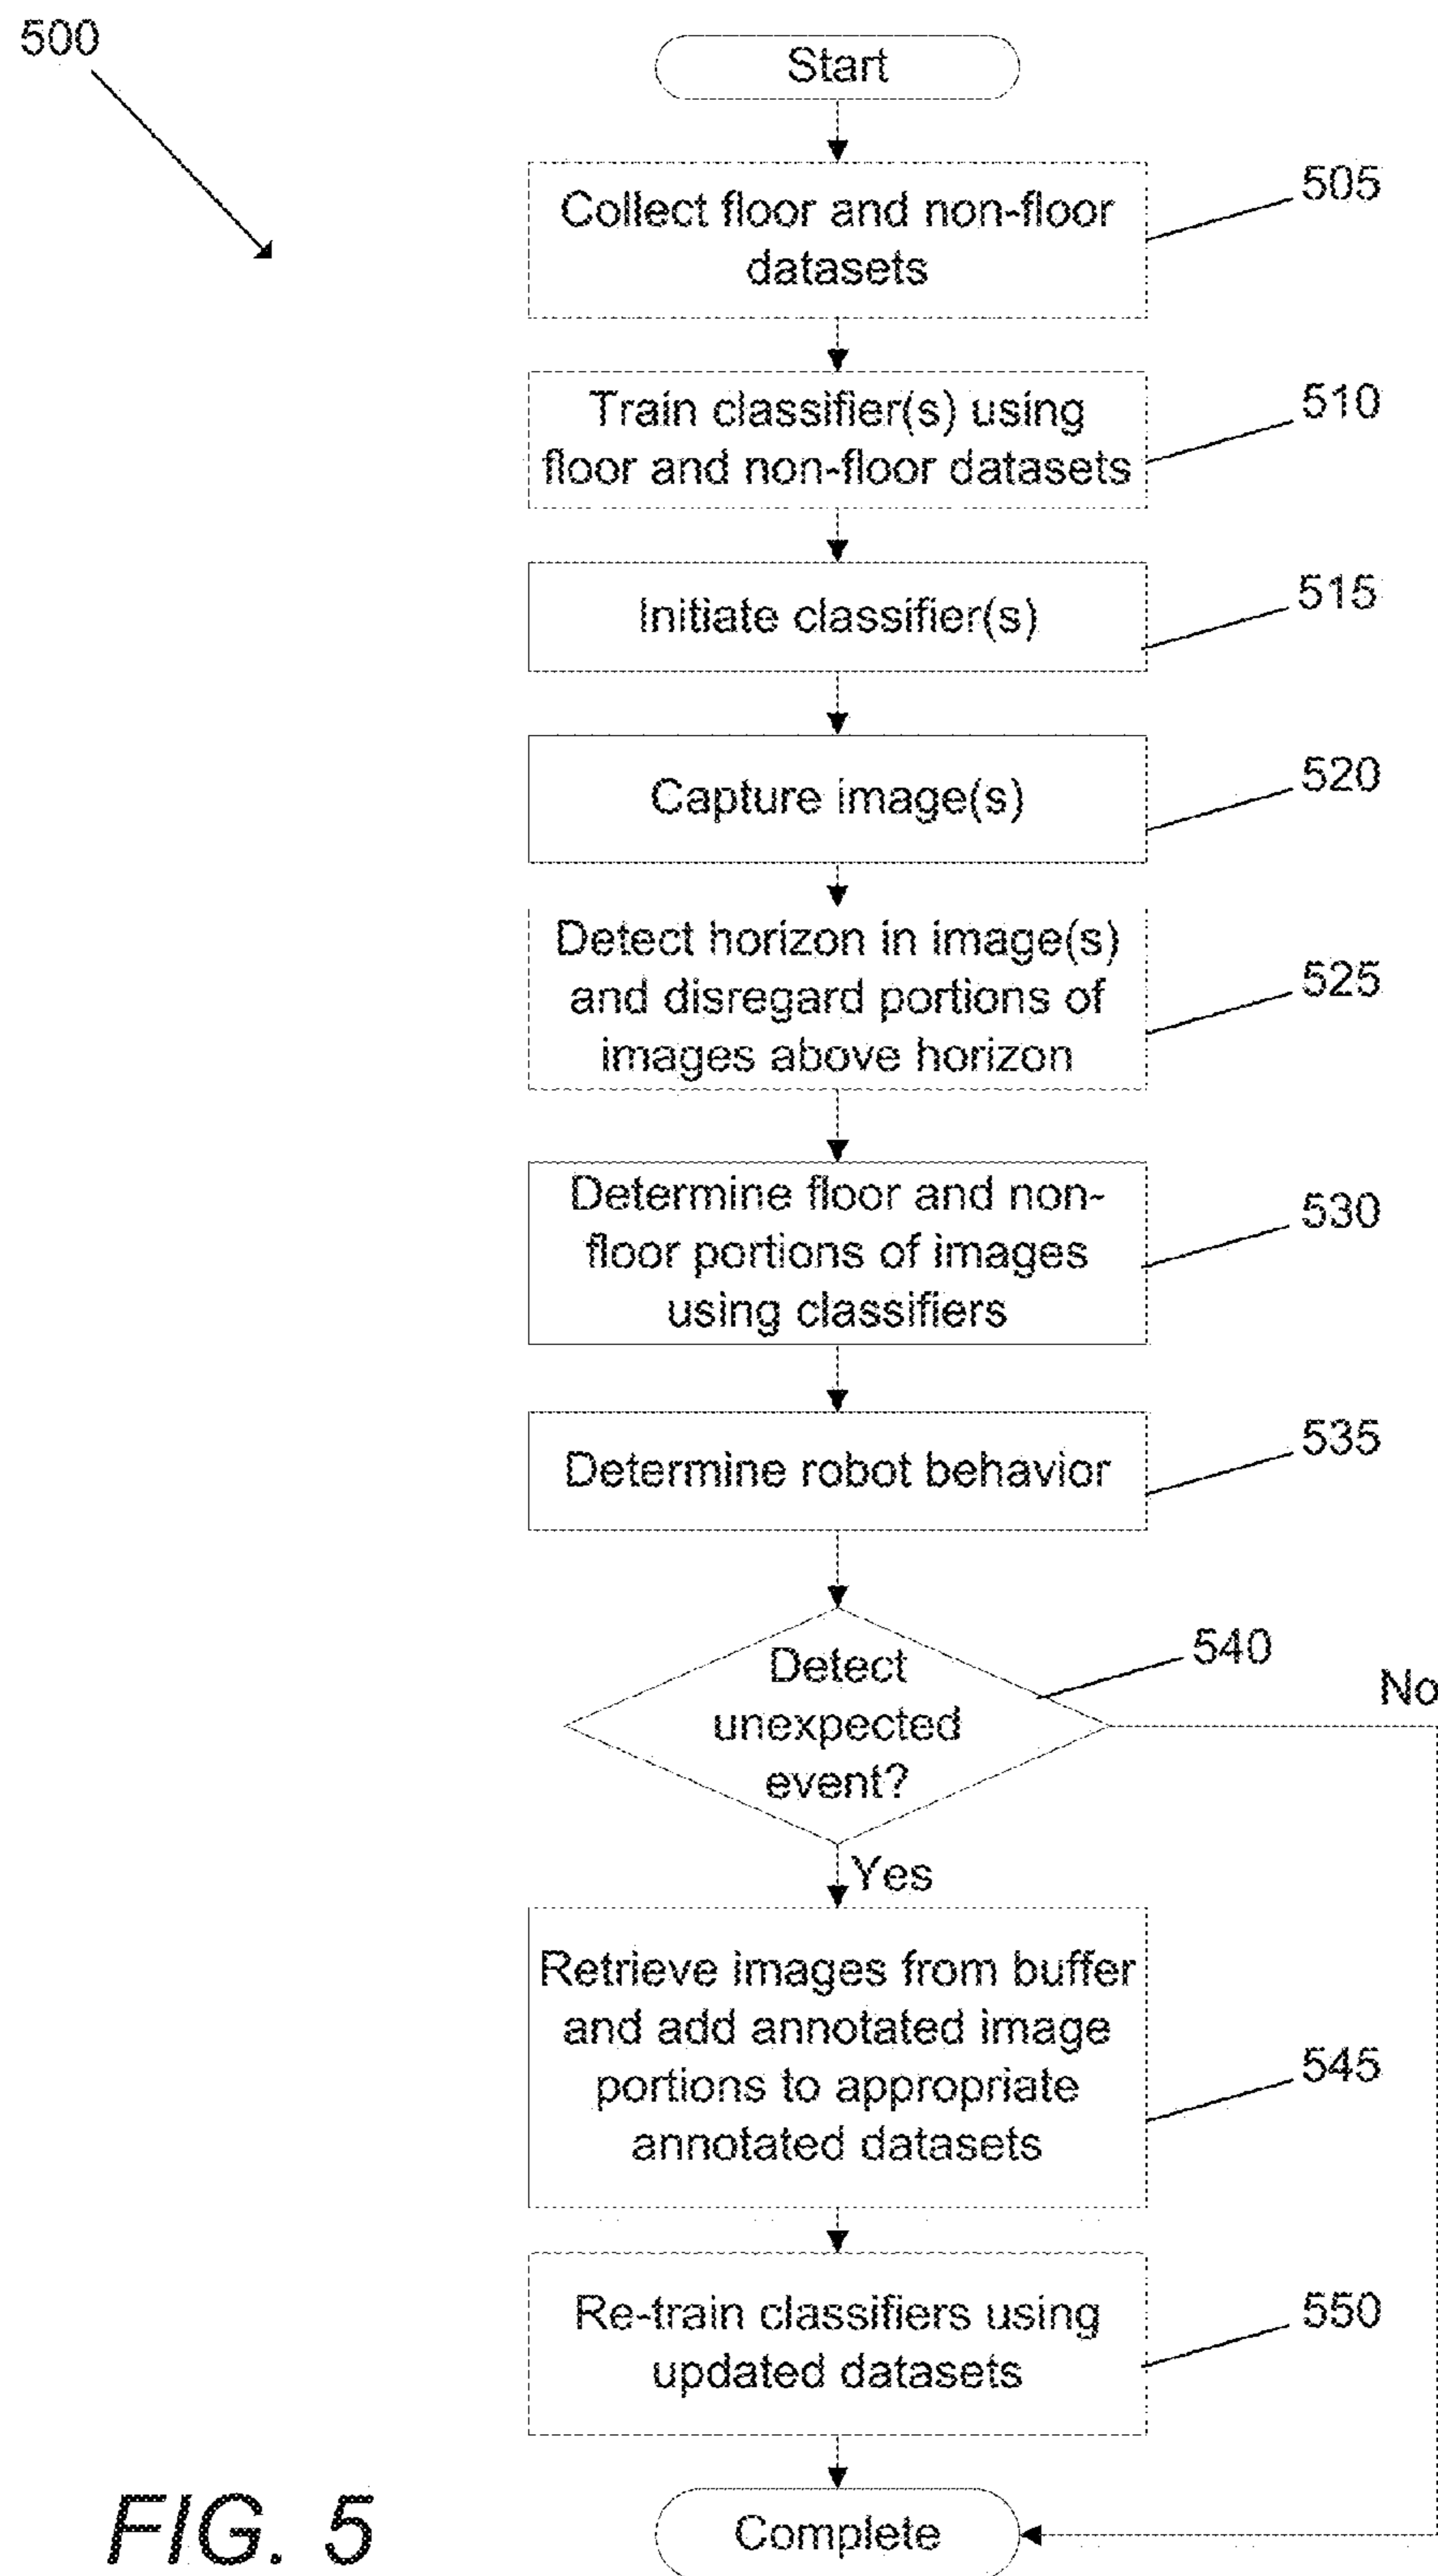 500
Start
Collect floor and non-floor
datasets
505
Train classifier(s) using
floor and non-floor datasets
510
Initiate classifier(s)
515
Capture image(s)
520
Detect horizon in image(s)
and disregard portions of
images above horizon
525
Determine floor and non-
floor portions of images
using classifiers
530
Determine robot behavior
535
Detect
unexpected
event?
540
No
Yes
Retrieve images from buffer
and add annotated image
portions to appropriate
annotated datasets
545
Re-train classifiers using
updated datasets
550
Complete
FIG. 5